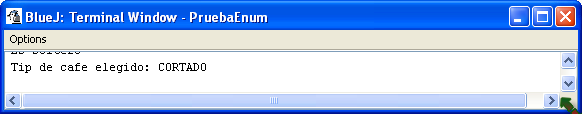 BlueJ: Terminal Window - PruebaEnum
Options
Tip de cafe elegido: CORTADO